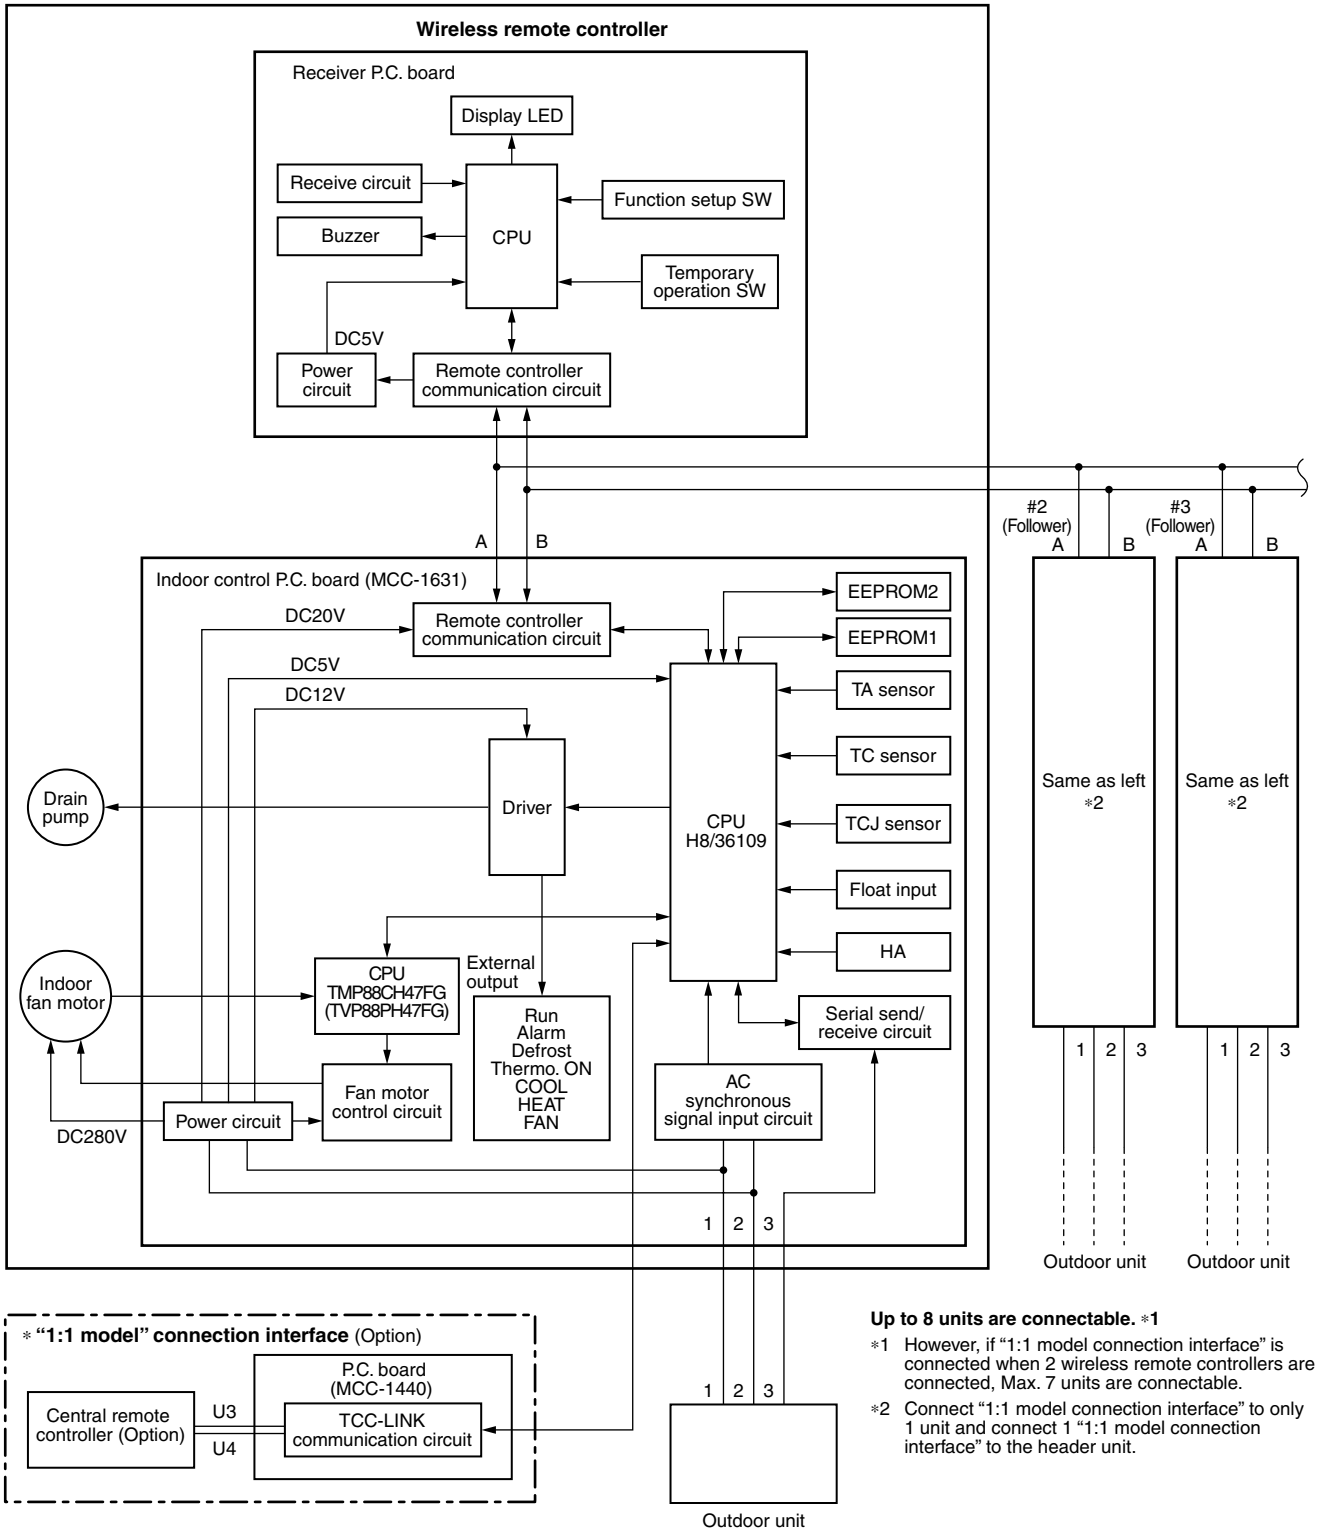 Wireless remote controller
Receiver P.C. board
Display LED
Receive circuit
Function setup SW
Buzzer
CPU
Temporary
operation SW
DC5V
Power
circuit
Remote controller
communication circuit
#2
(Follower)
#3
(Follower)
A
B
A
B
A
B
Indoor control P.C. board (MCC-1631)
DC20V
Remote controller
communication circuit
EEPROM2
EEPROM1
DC5V
DC12V
TA sensor
TC sensor
Drain
pump
Driver
CPU
H8/36109
TCJ sensor
Float input
HA
Same as left
*2
Same as left
*2
Indoor
fan motor
CPU
TMP88CH47FG
(TVP88PH47FG)
External
output
Run
Alarm
Defrost
Thermo. ON
COOL
HEAT
FAN
Serial send/
receive circuit
AC
synchronous
signal input circuit
Fan motor
control circuit
Power circuit
DC280V
1
2
3
1
2
3
1
2
3
Outdoor unit
Outdoor unit
* “1:1 model” connection interface (Option)
P.C. board
(MCC-1440)
Central remote
controller (Option)
U3
U4
TCC-LINK
communication circuit
1
2
3
Outdoor unit
Up to 8 units are connectable. *1
*1 However, if “1:1 model connection interface” is
connected when 2 wireless remote controllers are
connected, Max. 7 units are connectable.
*2 Connect “1:1 model connection interface” to only
1 unit and connect 1 “1:1 model connection
interface” to the header unit.